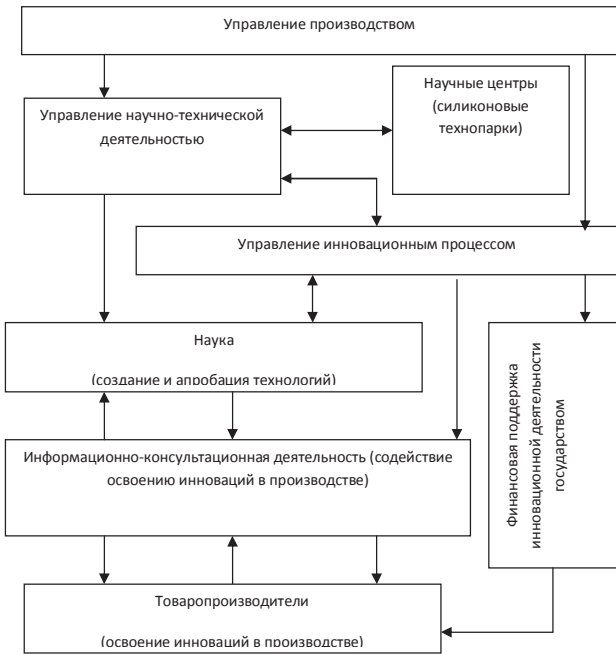 Управление производством
Научные центры
(силиконовые
технопарки)
Управление научно-технической
деятельностью
Управление инновационным процессом
Наука
(создание и апробация технологий)
Финансовая поддержка
инновационной деятельности
государством
Информационно-консультационная деятельность (содействие
освоению инноваций в производстве)
Товаропроизводители
(освоение инноваций в производстве)